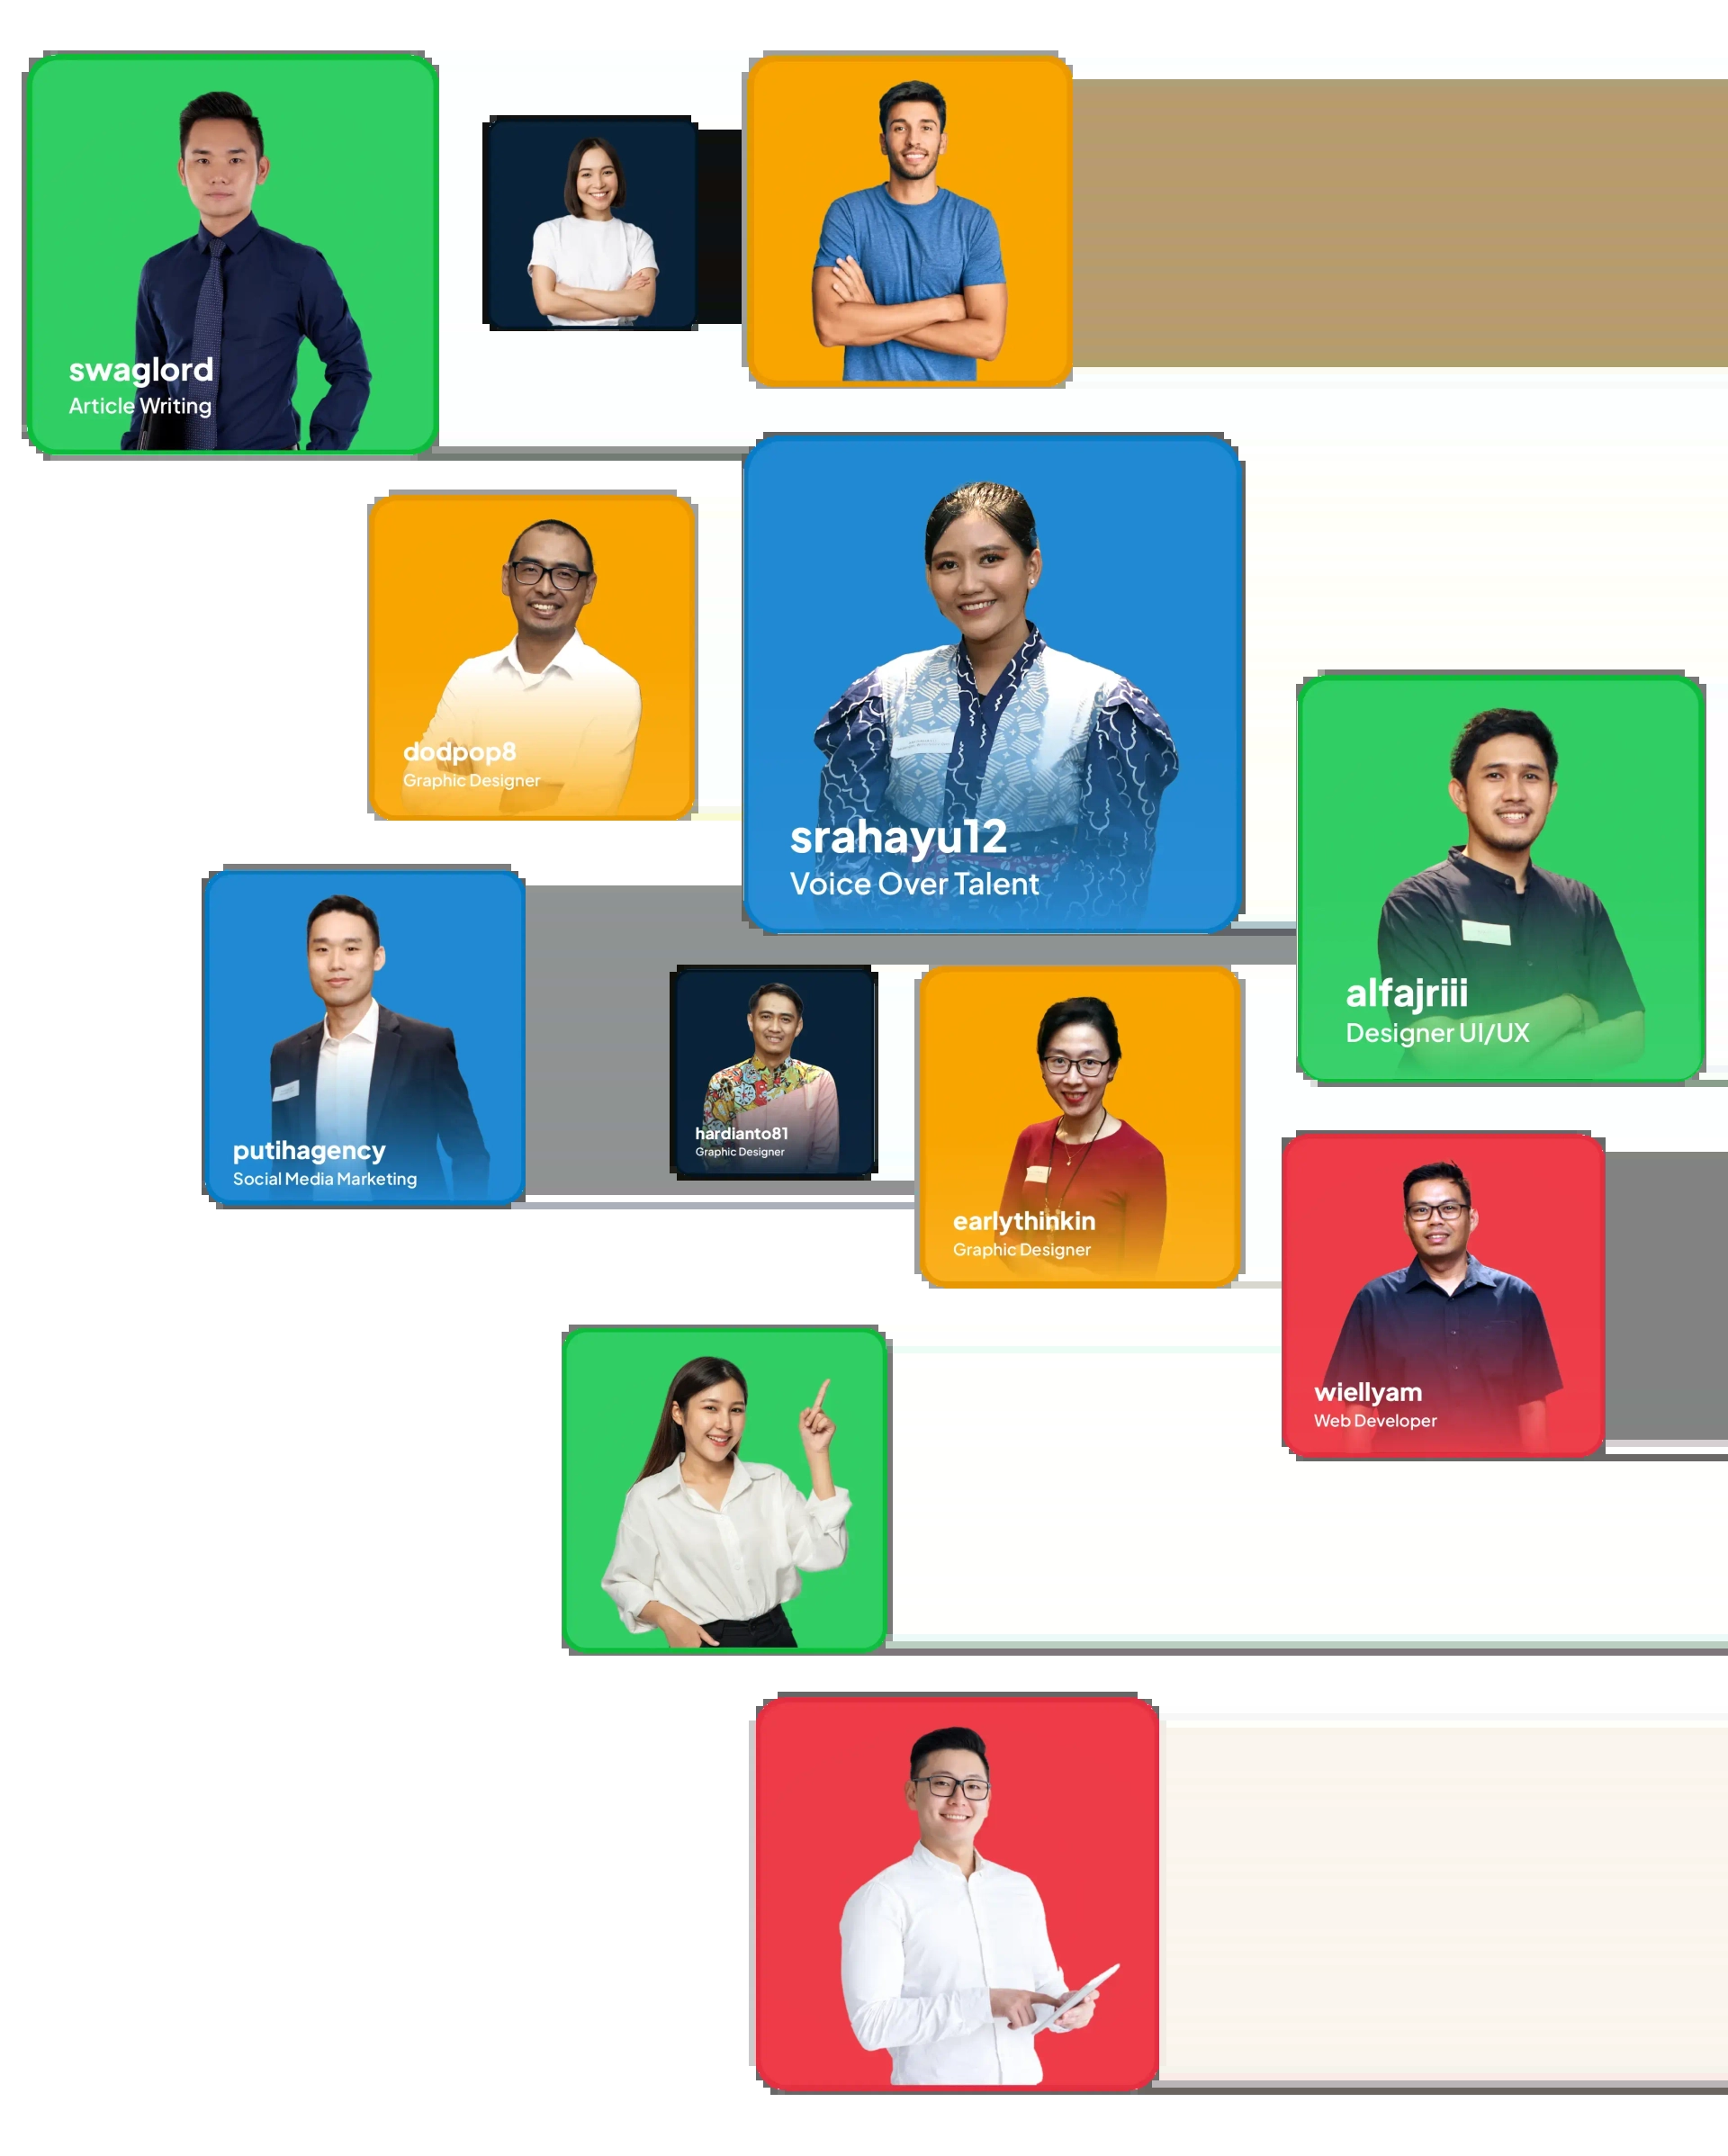 swaglord
Article Writing
dodpop8
Graphic Designer
srahayu12
Voice Over Talent
alfajriii
Designer UI/UX
putihagency
Social Media Marketing
hardianto81
Graphic Designer
earlythinkin
Graphic Designer
wiellyam
Web Developer